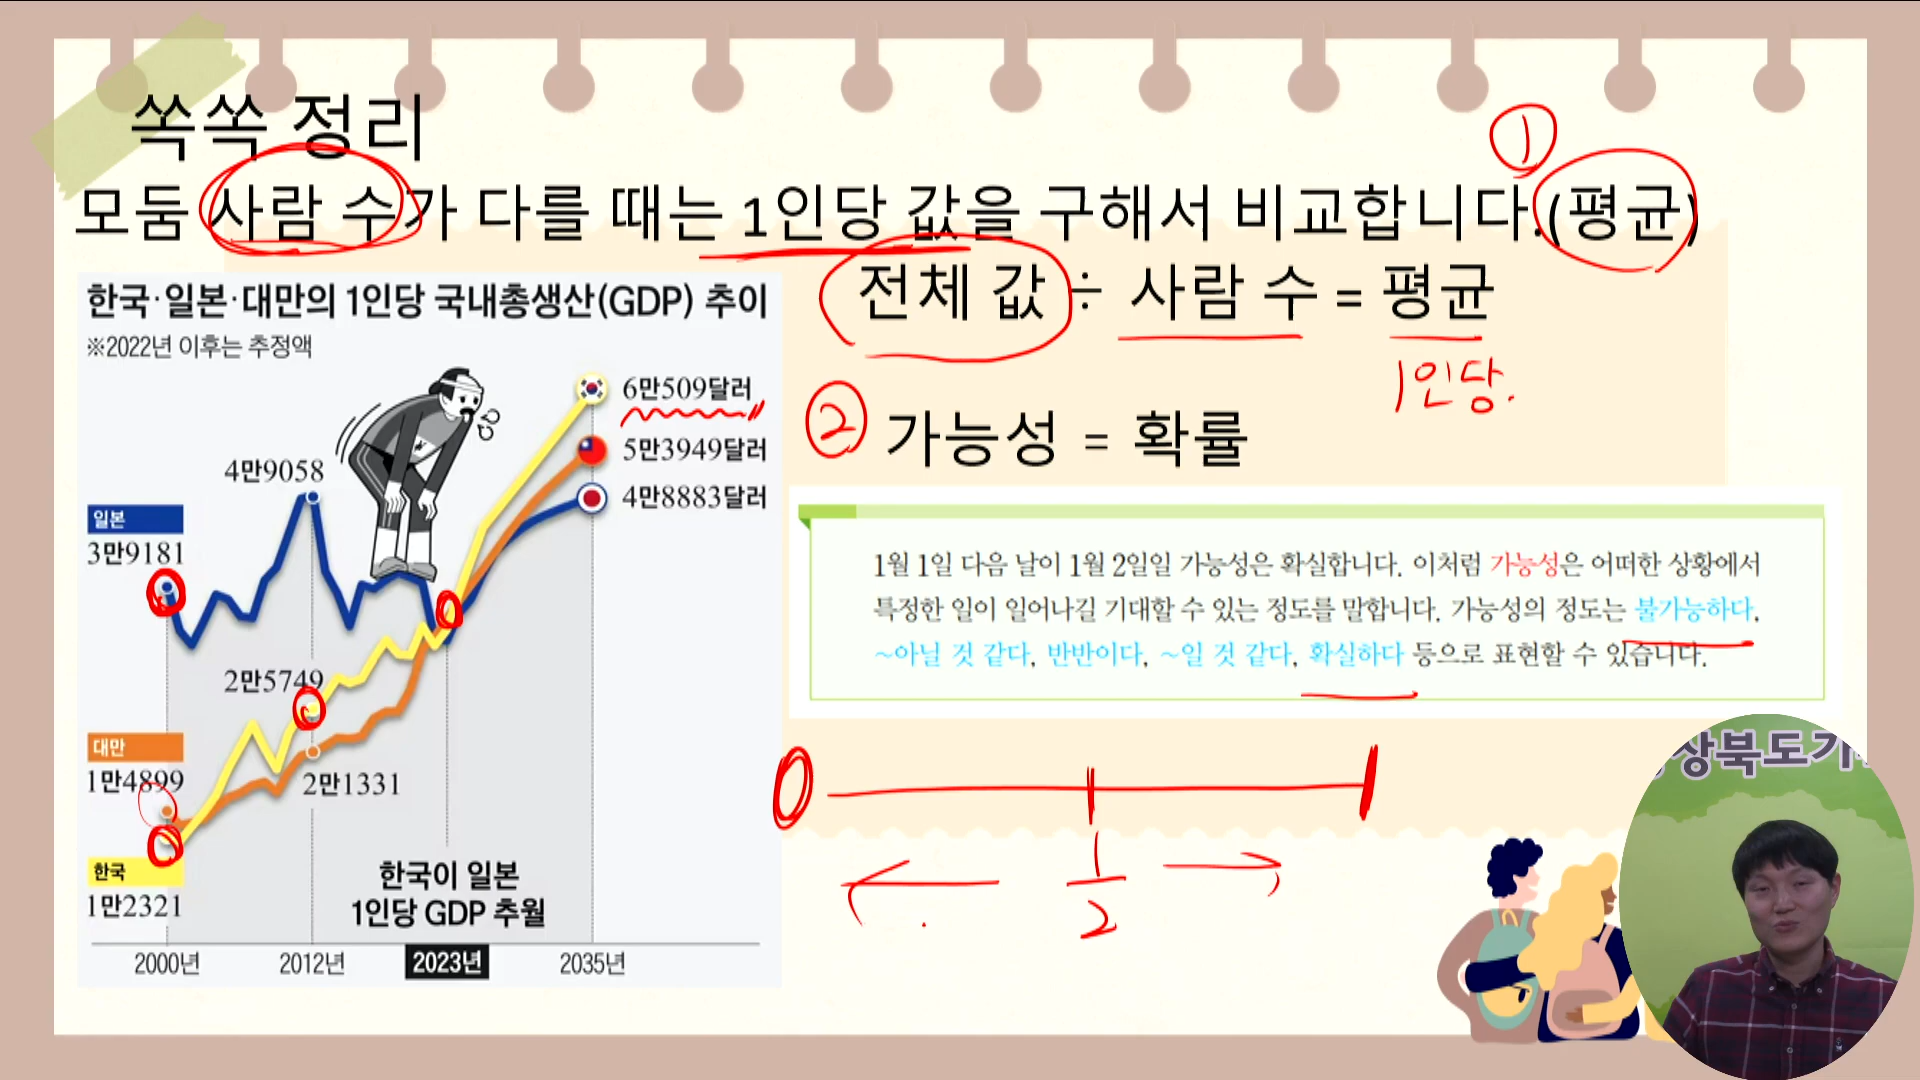 쏙쏙 정리
①
모둠 사람 수가 다를 때는 1인당 값을 구해서 비교합니다.(평균)
전체 값 ÷ 사람 수 = 평균
1인당.
② 가능성 = 확률
한국·일본·대만의 1인당 국내총생산(GDP) 추이
※2022년 이후는 추정액
6만509달러
5만3949달러
4만8883달러
4만9058
일본
3만9181
2만5749
대만
1만4899
2만1331
한국
1만2321
한국이 일본
1인당 GDP 추월
2000년 2012년 2023년 2035년
1월 1일 다음 날이 1월 2일일 가능성은 확실합니다. 이처럼 가능성은 어떠한 상황에서
특정한 일이 일어나길 기대할 수 있는 정도를 말합니다. 가능성의 정도는 불가능하다,
~아닐 것 같다, 반반이다, ~일 것 같다, 확실하다 등으로 표현할 수 있습니다.
0 1
1/2
상북도가